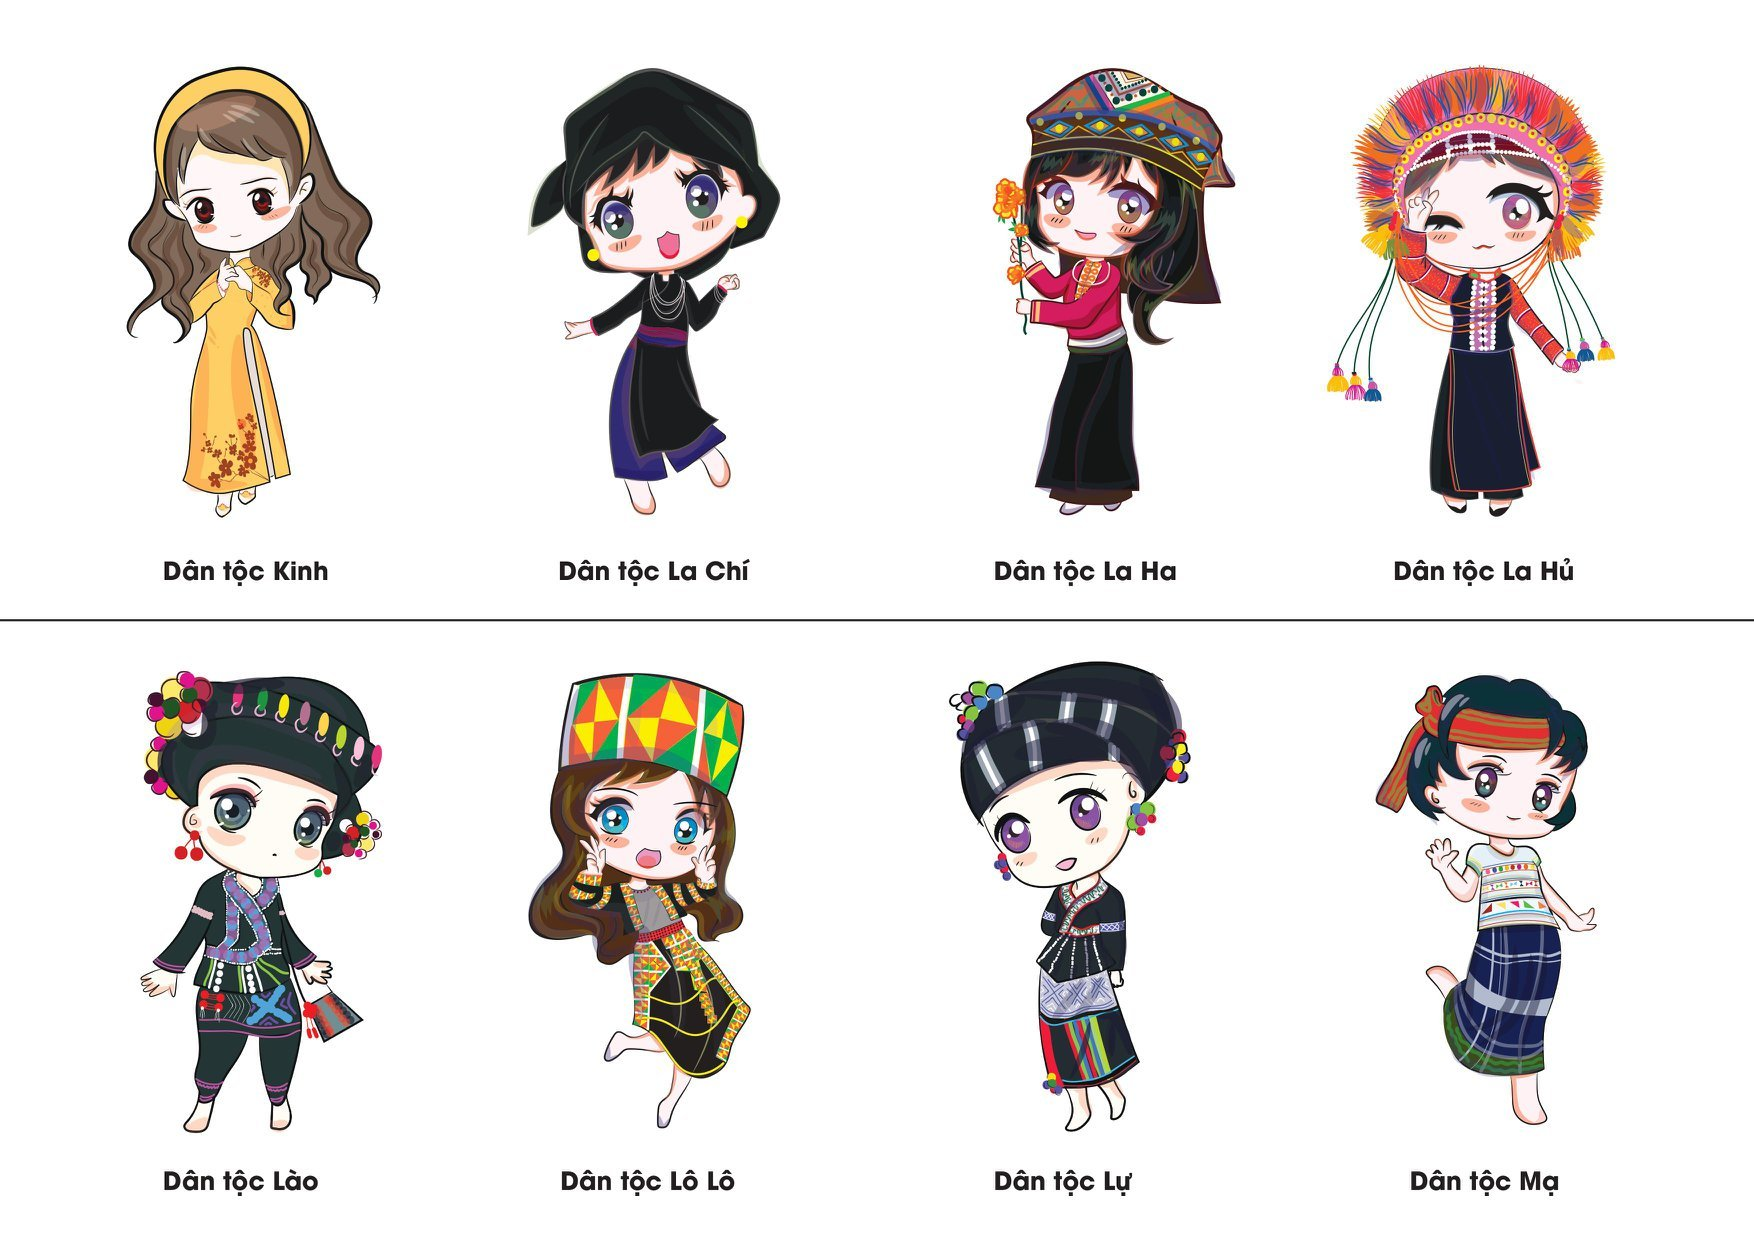 Dân tộc Kinh
Dân tộc La Chí
Dân tộc La Ha
Dân tộc La Hủ
Dân tộc Lào
Dân tộc Lô Lô
Dân tộc Lự
Dân tộc Mạ